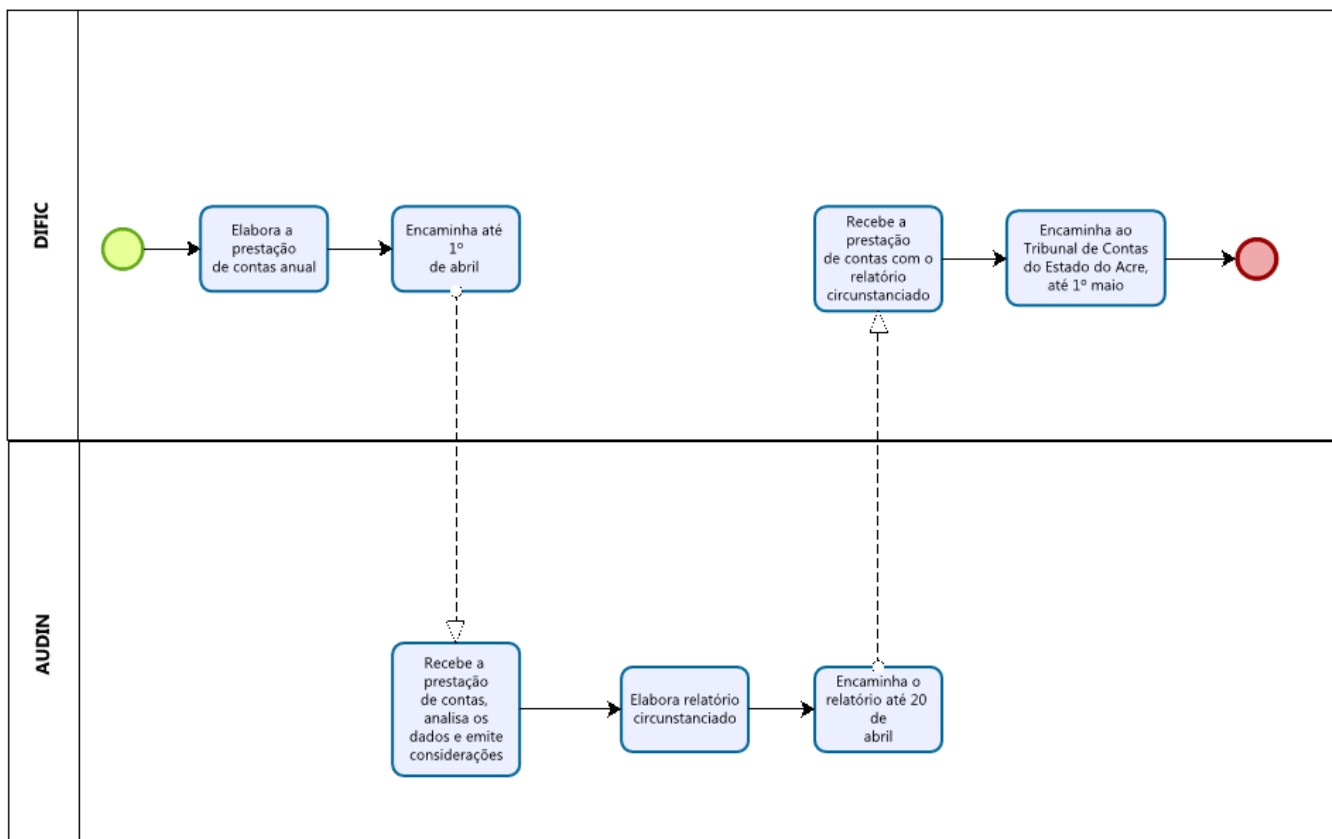 DIFIC
Elabora a
prestação
de contas anual
Encaminha até
1º
de abril
Recebe a
prestação
de contas com o
relatório
circunstanciado
Encaminha ao
Tribunal de Contas
do Estado do Acre,
até 1º maio
AUDIN
Recebe a
prestação
de contas,
analisa os
dados e emite
considerações
Elabora relatório
circunstanciado
Encaminha o
relatório até 20
de
abril